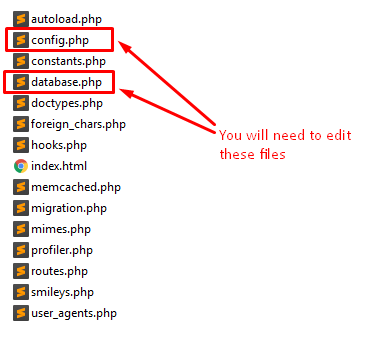 autoload.php
config.php
constants.php
database.php
doctypes.php
foreign_chars.php
hooks.php
index.html
memcached.php
migration.php
mimes.php
profiler.php
routes.php
smileys.php
user_agents.php
You will need to edit
these files